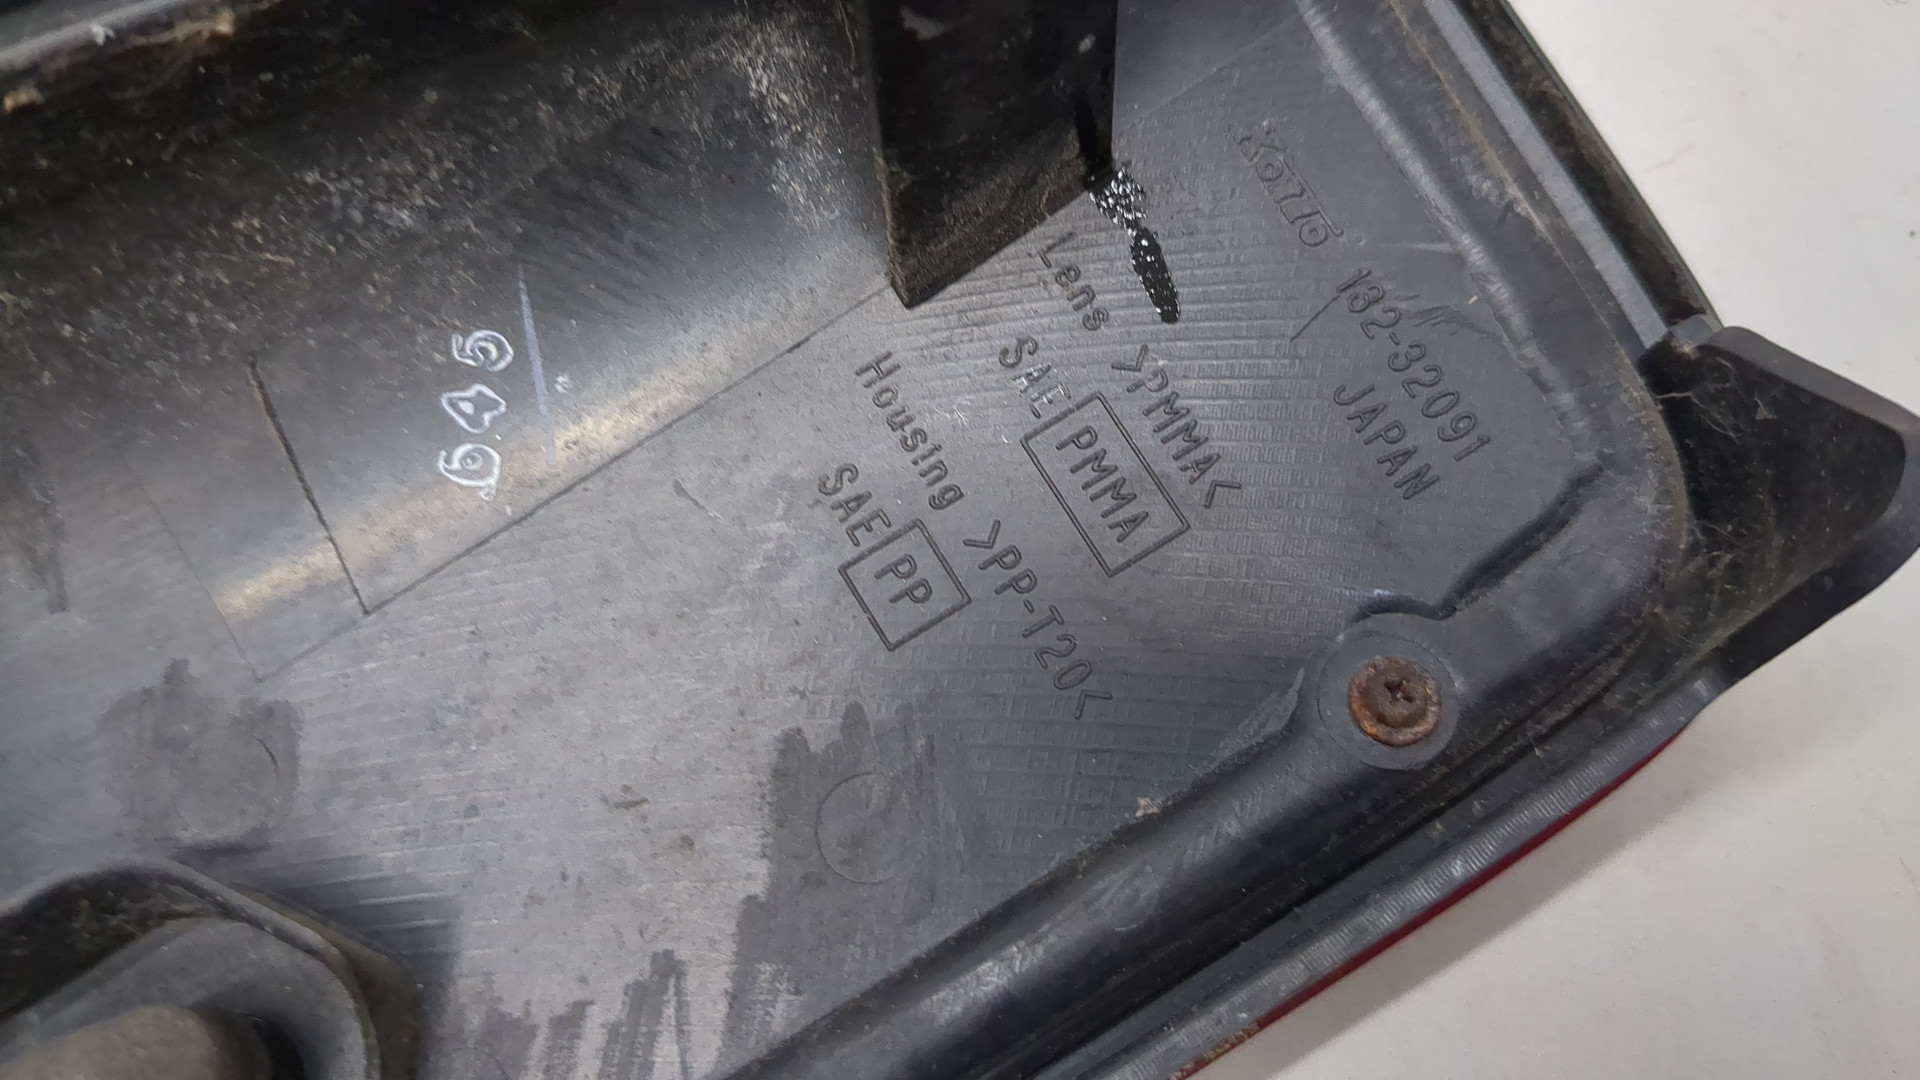 KOITO
132-32091
JAPAN
Lens >PMMA<
SAE PMMA
Housing >PP-T20<
SAE PP
645